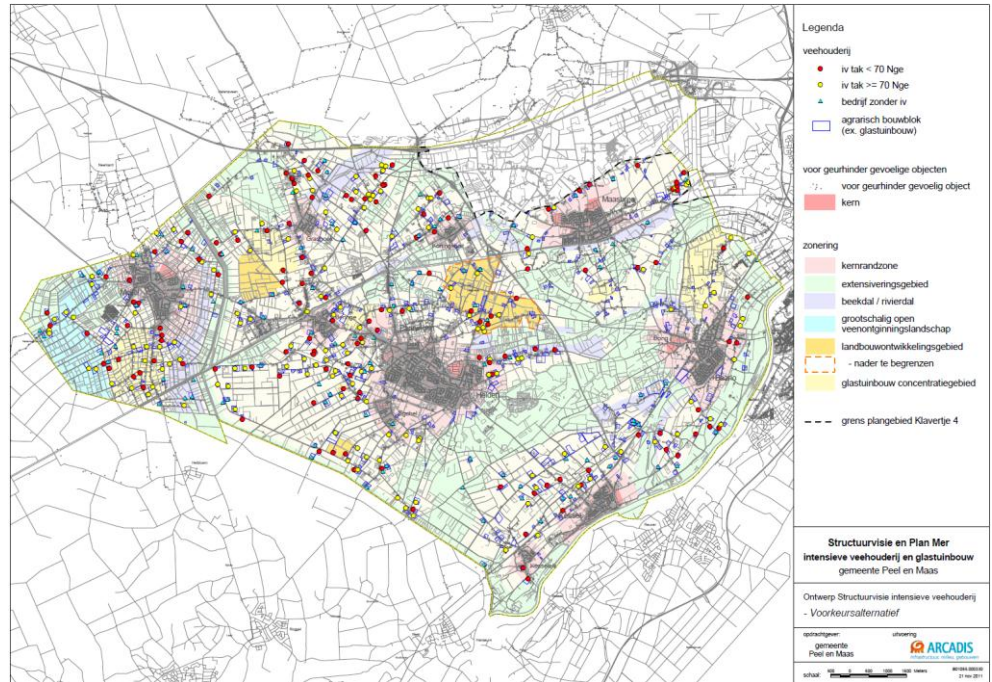 Legenda
veehouderij
iv tak < 70 Nge
iv tak >= 70 Nge
bedrijf zonder iv
agrarisch bouwblok
(ex. glastuinbouw)
voor geurhinder gevoelige objecten
voor geurhinder gevoelig object
kern
zonering
kernrandzone
extensiveringsgebied
beekdal / rivierdal
grootschalig open
veenontginningslandschap
landbouwontwikkelingsgebied
- nader te begrenzen
glastuinbouw concentratiegebied
grens plangebied Klavertje 4
Maasbree
Helden
Structuurvisie en Plan Mer
intensieve veehouderij en glastuinbouw
gemeente Peel en Maas
Ontwerp Structuurvisie intensieve veehouderij
- Voorkeursalternatief
opdrachtgever:
uitvoering
gemeente
Peel en Maas
ARCADIS
schaal:
21 nov 2011